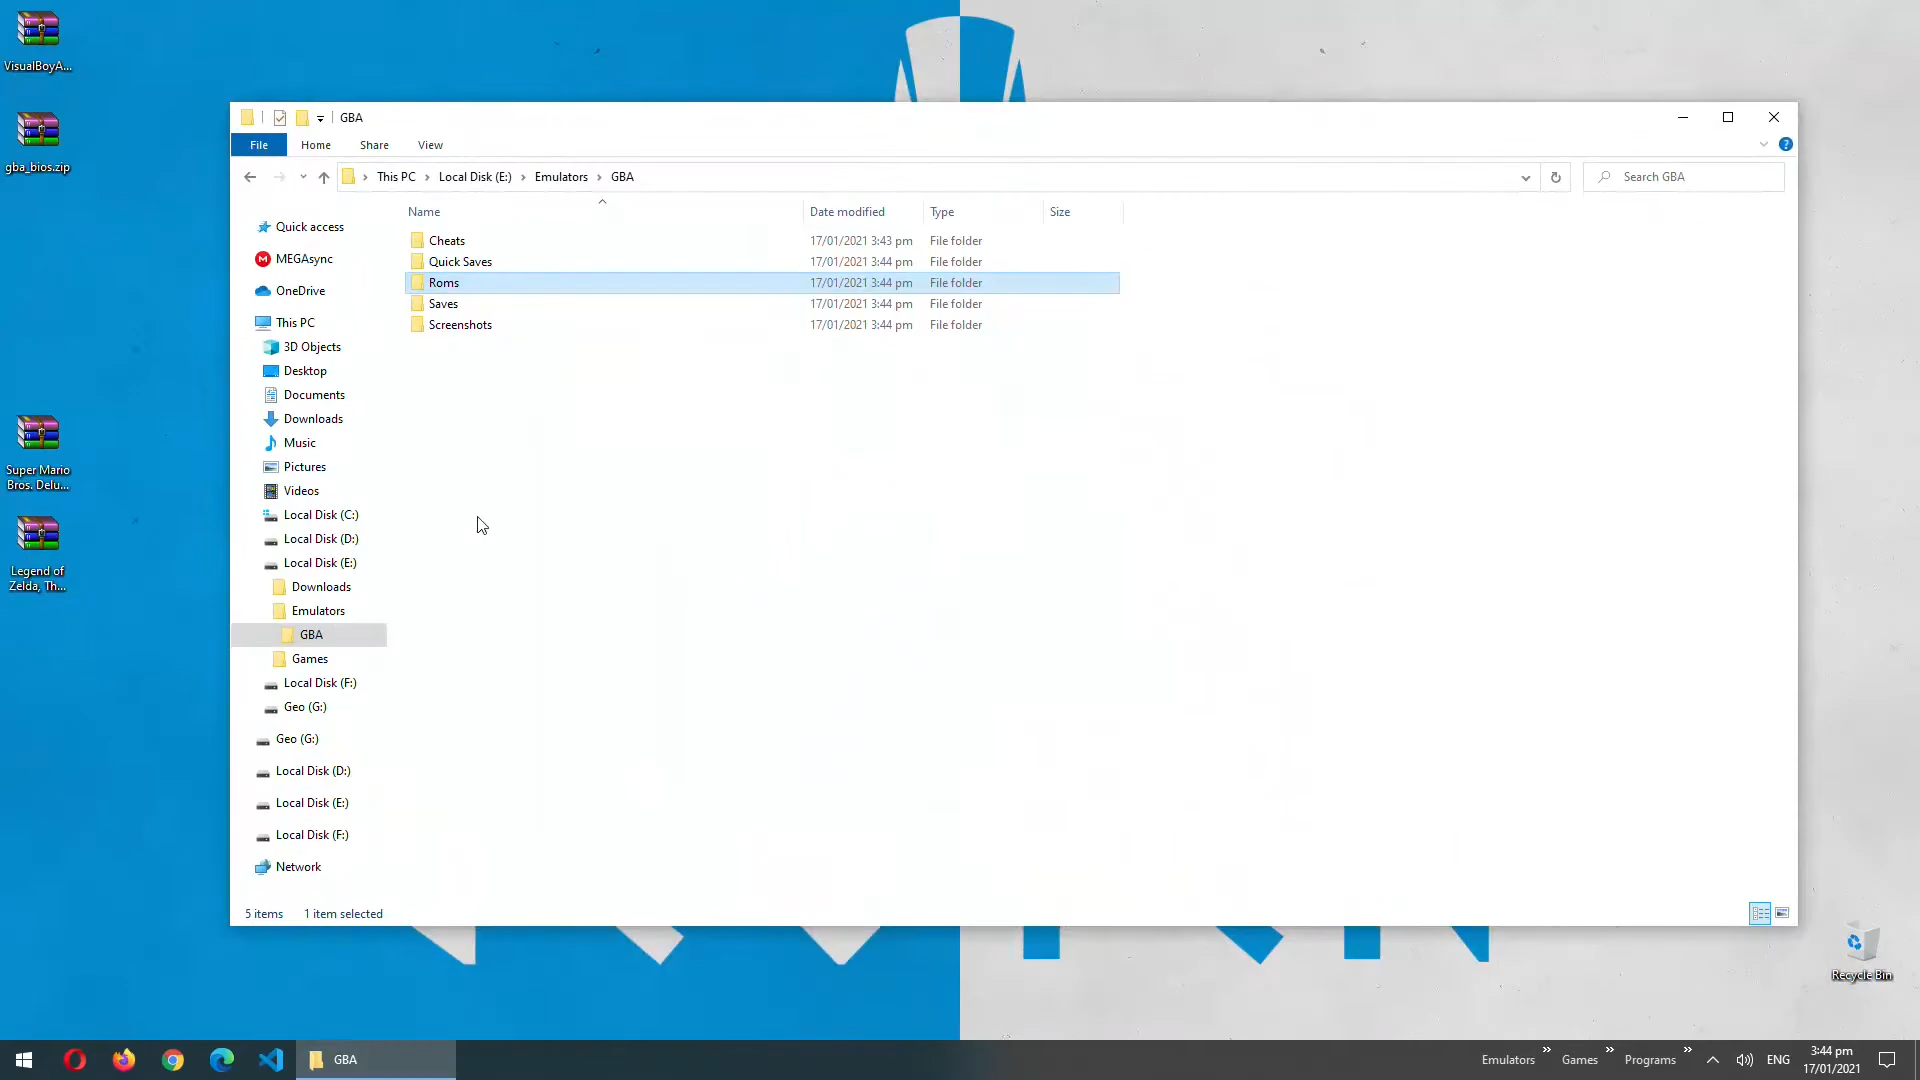 VisualBoyA...
gba_bios.zip
Super Mario
Bros. Delu...
Legend of
Zelda, Th...
GBA
File Home Share View
This PC Local Disk (E:) Emulators GBA
Search GBA
Name Date modified Type Size
Cheats 17/01/2021 3:43 pm File folder
Quick Saves 17/01/2021 3:44 pm File folder
Roms 17/01/2021 3:44 pm File folder
Saves 17/01/2021 3:44 pm File folder
Screenshots 17/01/2021 3:44 pm File folder
Quick access
MEGAsync
OneDrive
This PC
3D Objects
Desktop
Documents
Downloads
Music
Pictures
Videos
Local Disk (C:)
Local Disk (D:)
Local Disk (E:)
Downloads
Emulators
GBA
Games
Local Disk (F:)
Geo (G:)
Geo (G:)
Local Disk (D:)
Local Disk (E:)
Local Disk (F:)
Network
5 items 1 item selected
Recycle Bin
GBA
Emulators » Games » Programs » ENG
3:44 pm
17/01/2021